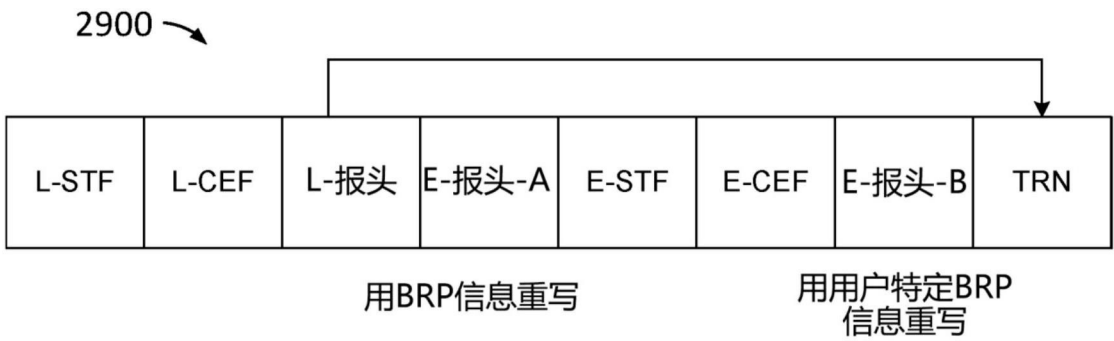 2900
L-STF L-CEF L-报头 E-报头-A E-STF E-CEF E-报头-B TRN
用BRP信息重写
用用户特定BRP
信息重写